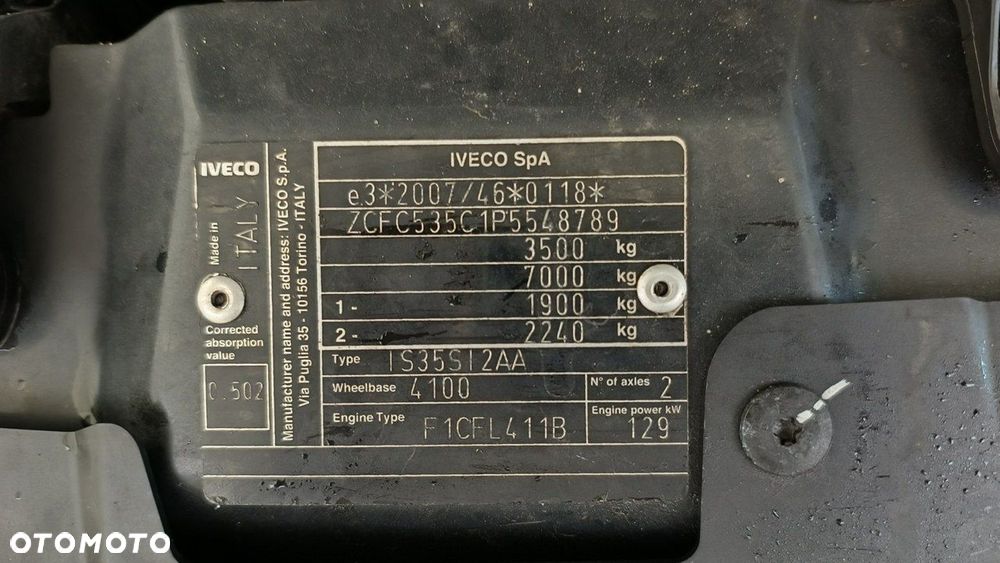 IVECO
Made in
ITALY
Corrected
absorption
value
0.502
Manufacturer name and address: IVECO S.p.A.
Via Puglia 35 - 10156 Torino - ITALY
IVECO SpA
e.3*2007/46*0118*
ZCFC535C1P5548789
3500 kg
7000 kg
1- 1900 kg
2- 2240 kg
Type IS35SI2AA
Wheelbase 4100
N° of axles 2
Engine Type F1CFL411B
Engine power kW
129
OTOMOTO